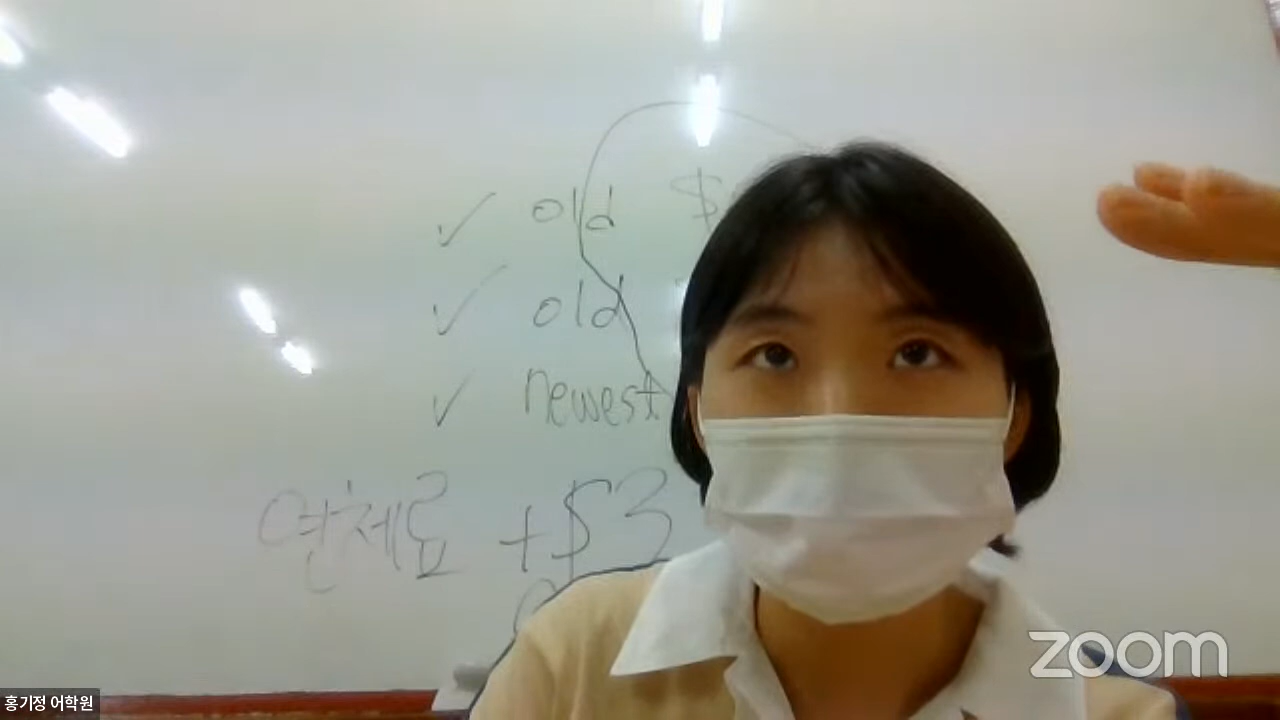 ✓ old $
✓ old
✓ newest
연체료 +$3
zoom
홍기정 어학원